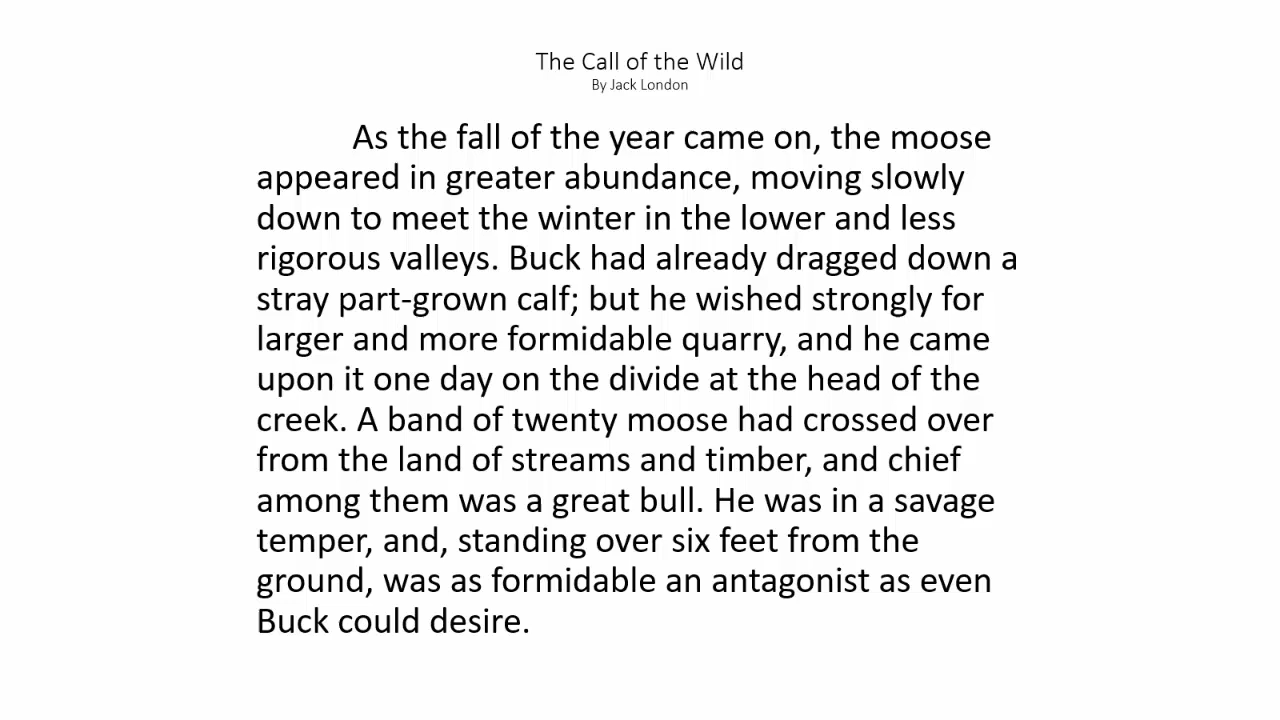 The Call of the Wild
By Jack London
As the fall of the year came on, the moose
appeared in greater abundance, moving slowly
down to meet the winter in the lower and less
rigorous valleys. Buck had already dragged down a
stray part-grown calf; but he wished strongly for
larger and more formidable quarry, and he came
upon it one day on the divide at the head of the
creek. A band of twenty moose had crossed over
from the land of streams and timber, and chief
among them was a great bull. He was in a savage
temper, and, standing over six feet from the
ground, was as formidable an antagonist as even
Buck could desire.